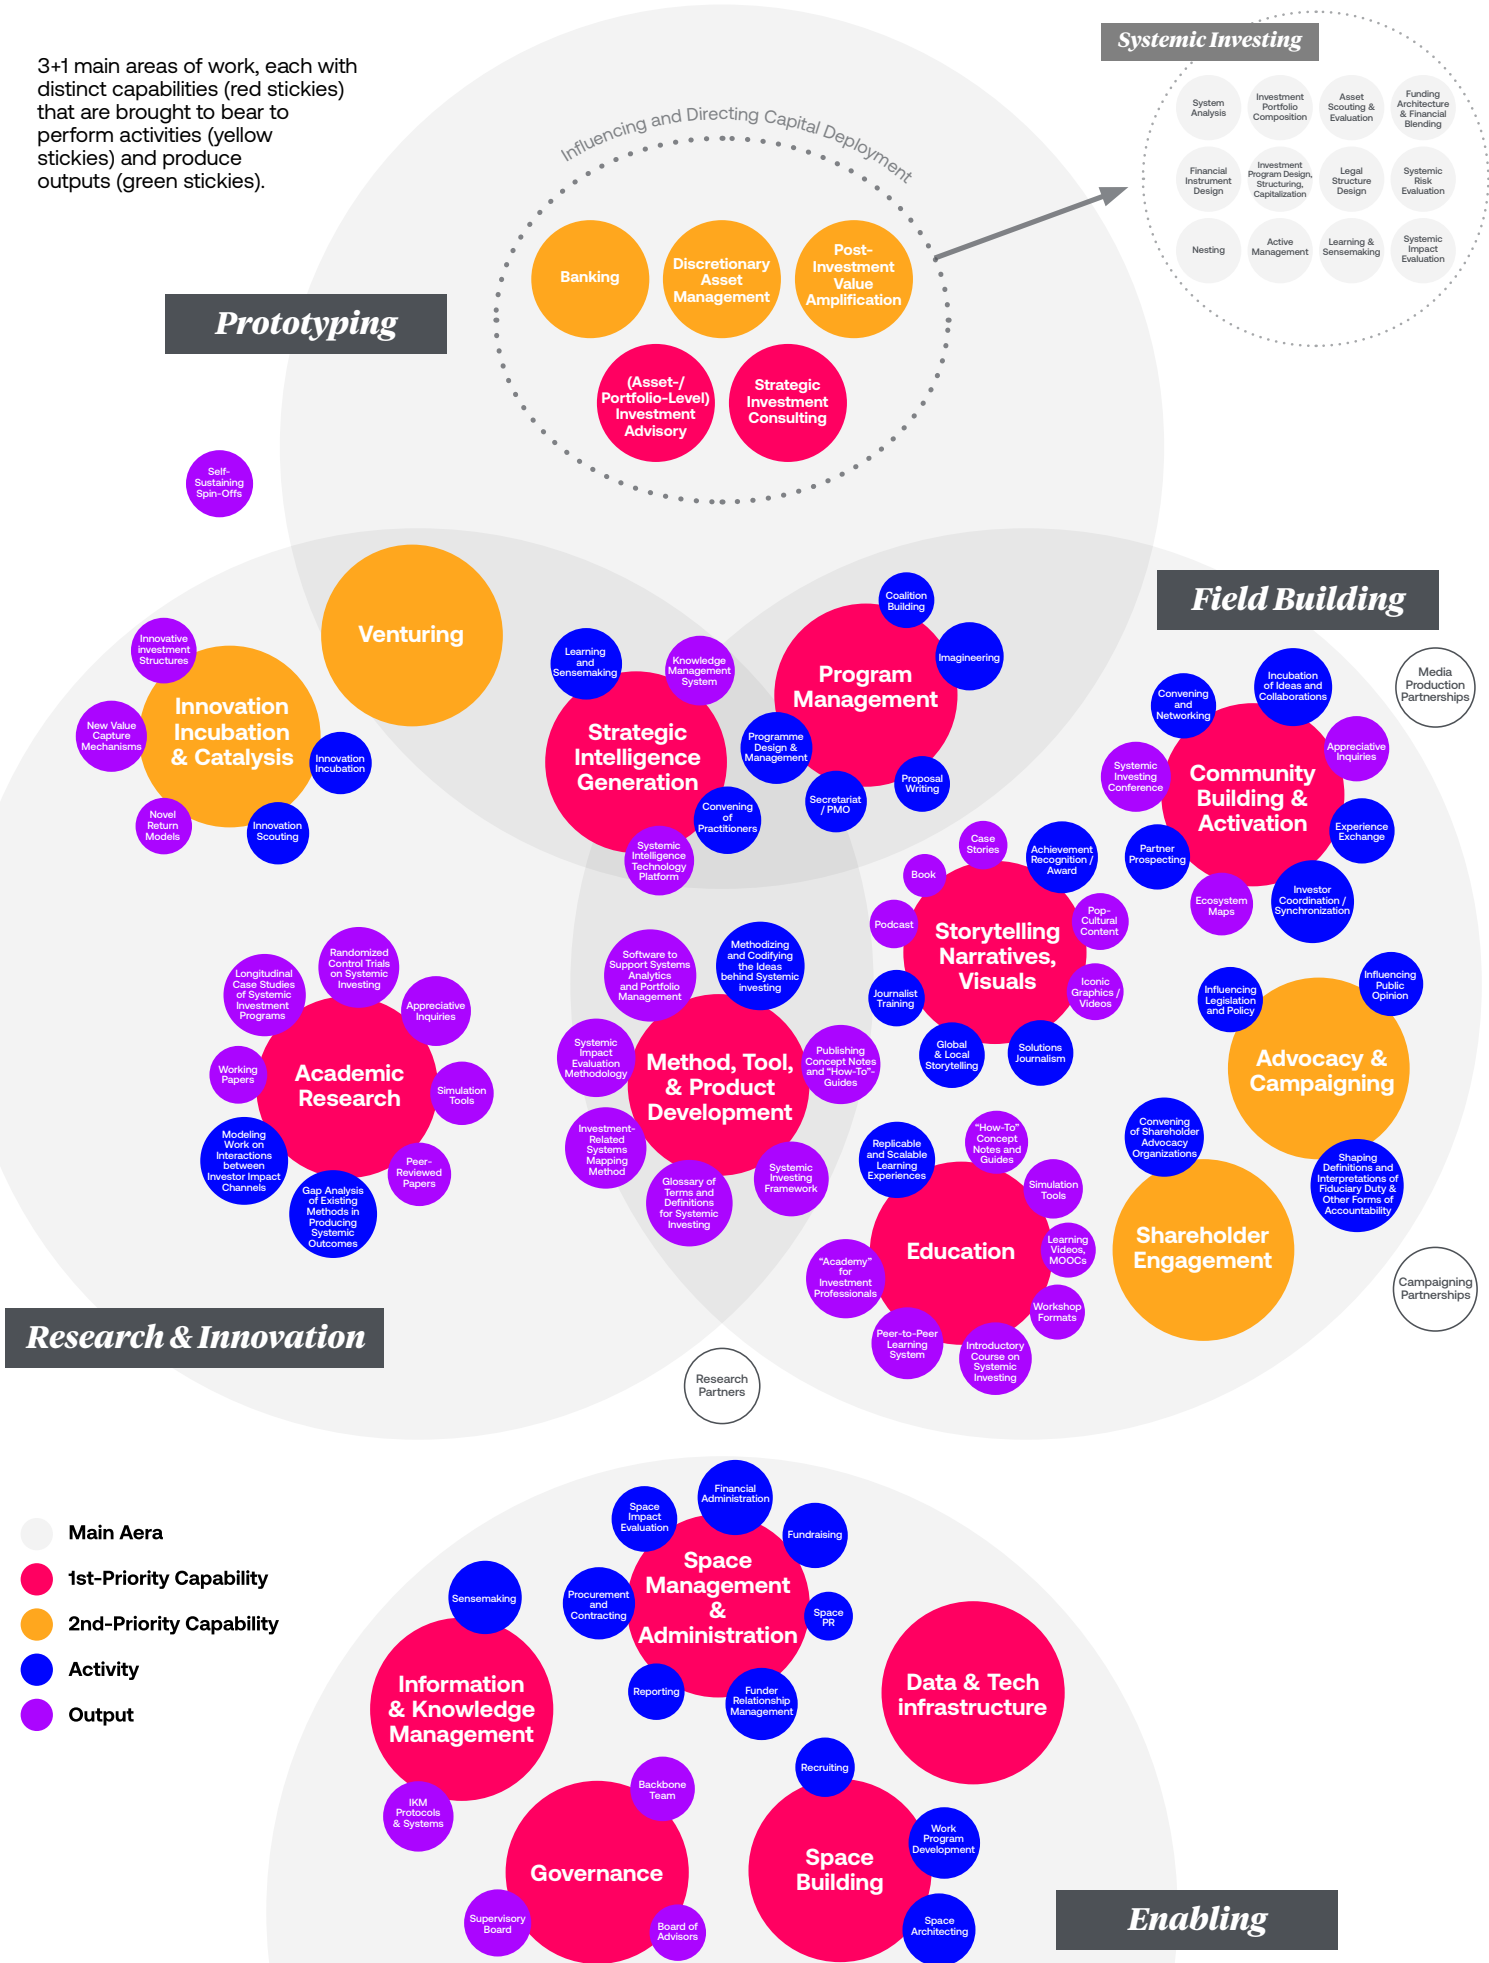 3+1 main areas of work, each with
distinct capabilities (red stickies)
that are brought to bear to
perform activities (yellow
stickies) and produce
outputs (green stickies).
Systemic Investing
System
Analysis
Investment
Portfolio
Composition
Asset
Scouting &
Evaluation
Funding
Architecture
& Financial
Blending
Financial
Instrument
Design
Investment
Program Design,
Structuring,
Capitalization
Legal
Structure
Design
Systemic
Risk
Evaluation
Nesting
Active
Management
Learning &
Sensemaking
Systemic
Impact
Evaluation
Influencing and Directing Capital Deployment
Banking
Discretionary
Asset
Management
Post-
Investment
Value
Amplification
(Asset-/
Portfolio-Level)
Investment
Advisory
Strategic
Investment
Consulting
Prototyping
Self-
Sustaining
Spin-Offs
Venturing
Innovative
investment
Structures
Innovation
Incubation
& Catalysis
New Value
Capture
Mechanisms
Innovation
Incubation
Novel
Return
Models
Innovation
Scouting
Learning
and
Sensemaking
Knowledge
Management
System
Strategic
Intelligence
Generation
Convening
of
Practitioners
Systemic
Intelligence
Technology
Platform
Coalition
Building
Imagineering
Program
Management
Programme
Design &
Management
Secretariat
/ PMO
Proposal
Writing
Field Building
Media
Production
Partnerships
Convening
and
Networking
Incubation
of Ideas and
Collaborations
Appreciative
Inquiries
Systemic
Investing
Conference
Community
Building &
Activation
Experience
Exchange
Partner
Prospecting
Ecosystem
Maps
Investor
Coordination /
Synchronization
Case
Stories
Achievement
Recognition /
Award
Book
Podcast
Pop-
Cultural
Content
Storytelling
Narratives,
Visuals
Journalist
Training
Iconic
Graphics /
Videos
Global
& Local
Storytelling
Solutions
Journalism
Influencing
Legislation
and Policy
Influencing
Public
Opinion
Advocacy &
Campaigning
Convening
of Shareholder
Advocacy
Organizations
Shaping
Definitions and
Interpretations of
Fiduciary Duty &
Other Forms of
Accountability
Shareholder
Engagement
Campaigning
Partnerships
Randomized
Control Trials
on Systemic
Investing
Longitudinal
Case Studies
of Systemic
Investment
Programs
Appreciative
Inquiries
Working
Papers
Academic
Research
Simulation
Tools
Modeling
Work on
Interactions
between
Investor Impact
Channels
Gap Analysis
of Existing
Methods in
Producing
Systemic
Outcomes
Peer-
Reviewed
Papers
Software to
Support Systems
Analytics
and Portfolio
Management
Methodizing
and Codifying
the Ideas
behind Systemic
investing
Systemic
Impact
Evaluation
Methodology
Method, Tool,
& Product
Development
Publishing
Concept Notes
and “How-To”-
Guides
Investment-
Related
Systems
Mapping
Method
Glossary of
Terms and
Definitions
for Systemic
Investing
Systemic
Investing
Framework
Replicable
and Scalable
Learning
Experiences
“How-To”
Concept
Notes and
Guides
Simulation
Tools
Education
Learning
Videos,
MOOCs
“Academy”
for
Investment
Professionals
Workshop
Formats
Peer-to-Peer
Learning
System
Introductory
Course on
Systemic
Investing
Research & Innovation
Research
Partners
Main Aera
1st-Priority Capability
2nd-Priority Capability
Activity
Output
Financial
Administration
Space
Impact
Evaluation
Fundraising
Space
Management
&
Administration
Procurement
and
Contracting
Space
PR
Reporting
Funder
Relationship
Management
Sensemaking
Information
& Knowledge
Management
IKM
Protocols
& Systems
Data & Tech
infrastructure
Backbone
Team
Governance
Supervisory
Board
Board of
Advisors
Recruiting
Space
Building
Work
Program
Development
Space
Architecting
Enabling